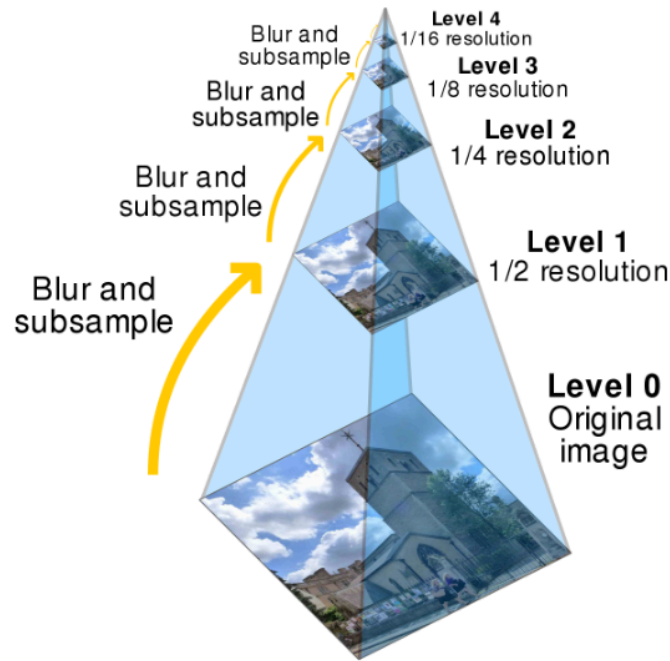 Level 4
1/16 resolution
Blur and
subsample
Level 3
1/8 resolution
Blur and
subsample
Level 2
1/4 resolution
Blur and
subsample
Level 1
1/2 resolution
Blur and
subsample
Level 0
Original
image